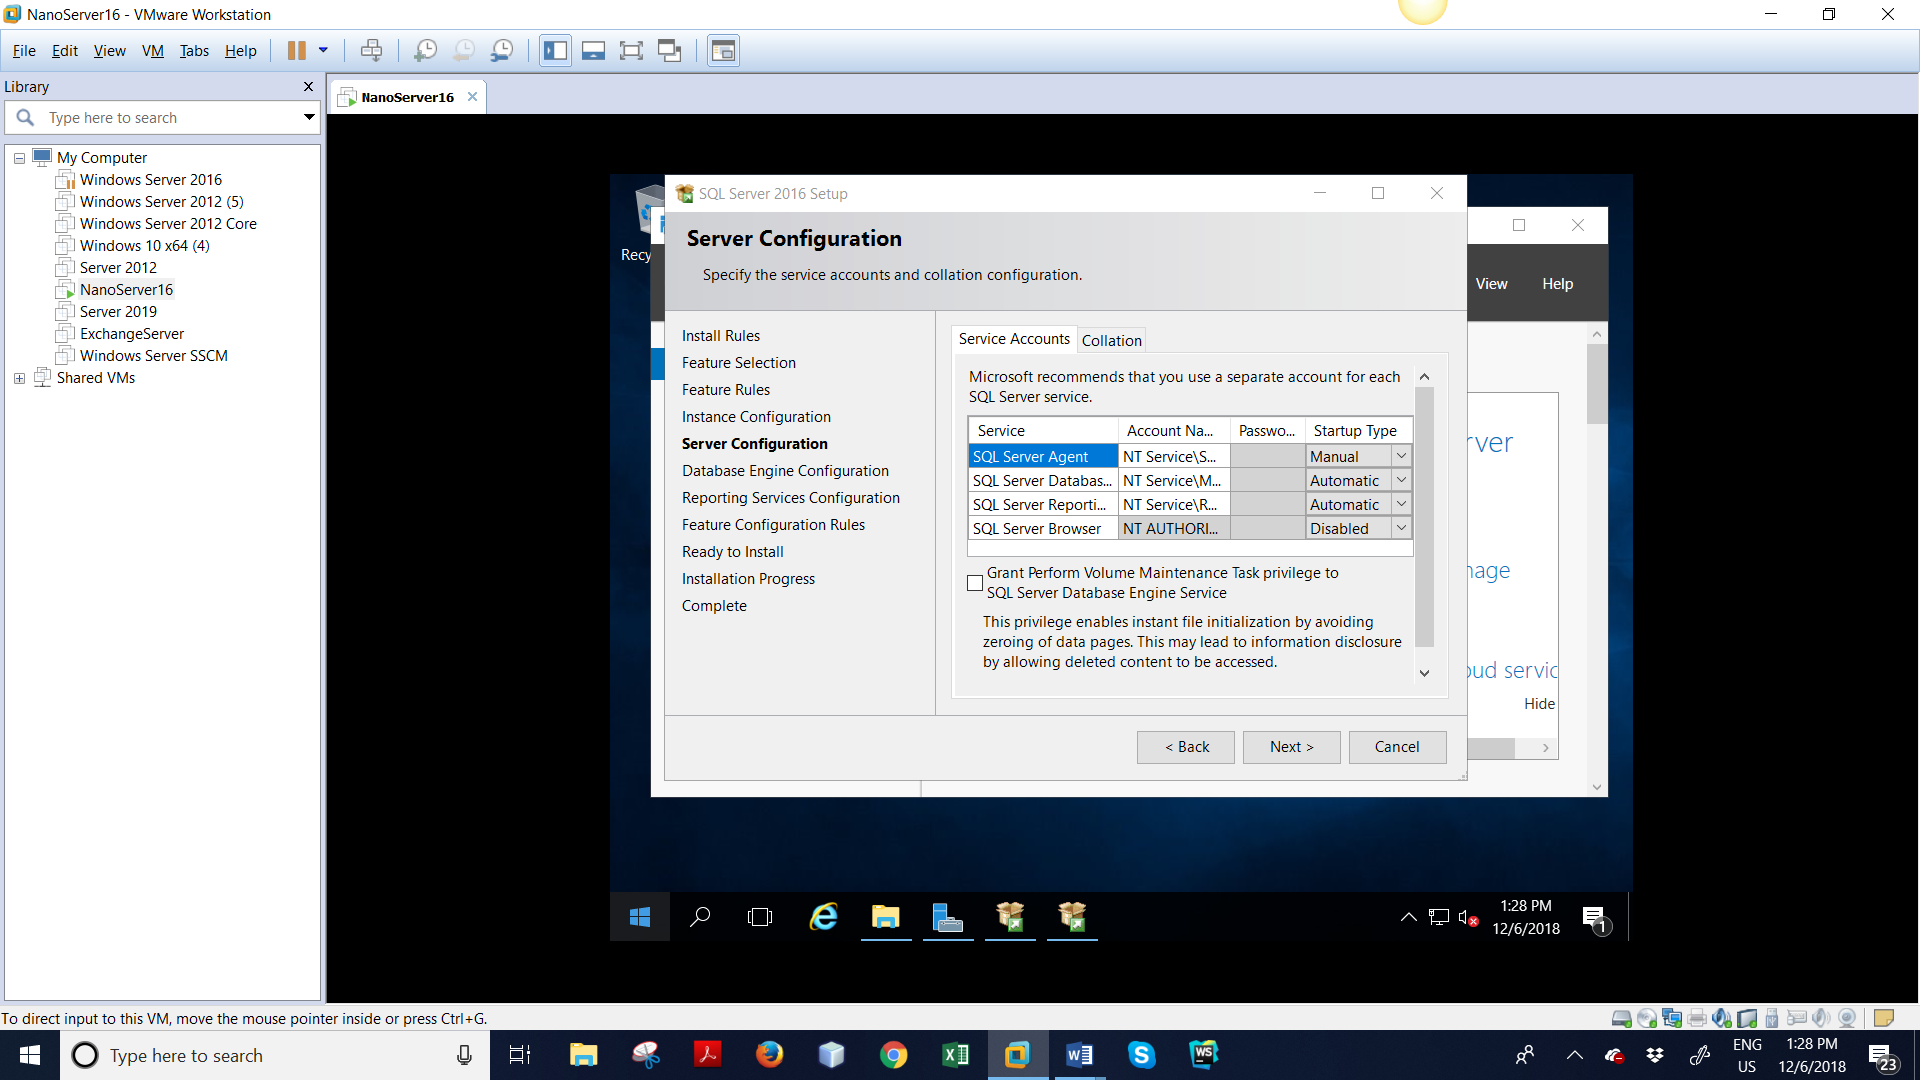 NanoServer16 - VMware Workstation
File Edit View VM Tabs Help
Library
Type here to search
My Computer
Windows Server 2016
Windows Server 2012 (5)
Windows Server 2012 Core
Windows 10 x64 (4)
Server 2012
NanoServer16
Server 2019
ExchangeServer
Windows Server SSCM
Shared VMs
NanoServer16
Recy
SQL Server 2016 Setup
Server Configuration
Specify the service accounts and collation configuration.
View Help
Install Rules
Feature Selection
Feature Rules
Instance Configuration
Server Configuration
Database Engine Configuration
Reporting Services Configuration
Feature Configuration Rules
Ready to Install
Installation Progress
Complete
Service Accounts Collation
Microsoft recommends that you use a separate account for each
SQL Server service.
Service Account Na... Passwo... Startup Type
SQL Server Agent NT Service\S... Manual
SQL Server Databas... NT Service\M... Automatic
SQL Server Reporti... NT Service\R... Automatic
SQL Server Browser NT AUTHORI... Disabled
Grant Perform Volume Maintenance Task privilege to
SQL Server Database Engine Service
This privilege enables instant file initialization by avoiding
zeroing of data pages. This may lead to information disclosure
by allowing deleted content to be accessed.
< Back Next > Cancel
rver
nage
oud servic
Hide
1:28 PM
12/6/2018
1
To direct input to this VM, move the mouse pointer inside or press Ctrl+G.
Type here to search
WS
ENG
US
1:28 PM
12/6/2018
23